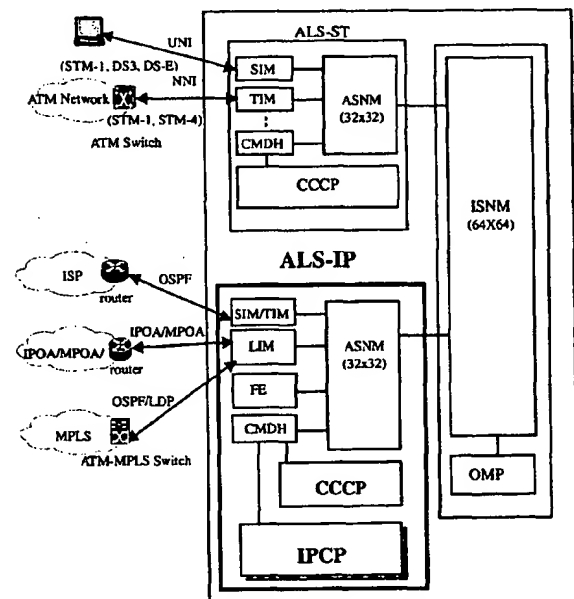 ALS-ST
UNI
(STM-1, DS3, DS-E)
NNI
SIM
ATM Network
TIM
ASNM
(32x32)
(STM-1, STM-4)
ATM Switch
CMDH
CCCP
ISNM
(64X64)
ALS-IP
ISP
router
OSPF
SIM/TIM
IPOA/MPOA
LIM
ASNM
(32x32)
IPOA/MPOA/
router
FE
OSPF/LDP
CMDH
MPLS
ATM-MPLS Switch
CCCP
OMP
IPCP